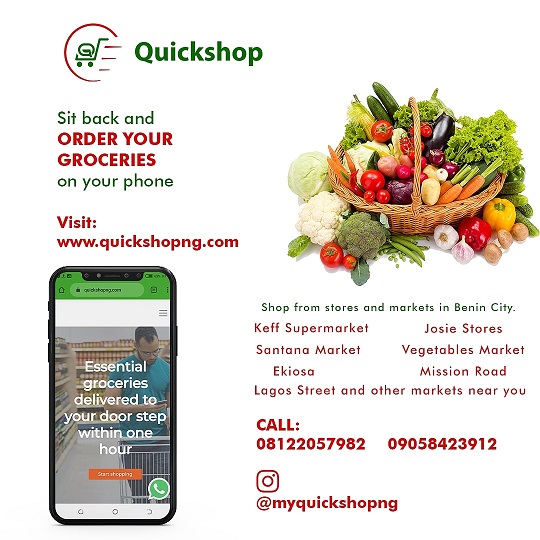 Quickshop
Sit back and
ORDER YOUR
GROCERIES
on your phone
Visit:
www.quickshopng.com
quickshopng.com
Essential
groceries
delivered to
your door step
within one
hour
Start shopping
Shop from stores and markets in Benin City.
Keff Supermarket Josie Stores
Santana Market Vegetables Market
Ekiosa Mission Road
Lagos Street and other markets near you
CALL:
08122057982 09058423912
@myquickshopng